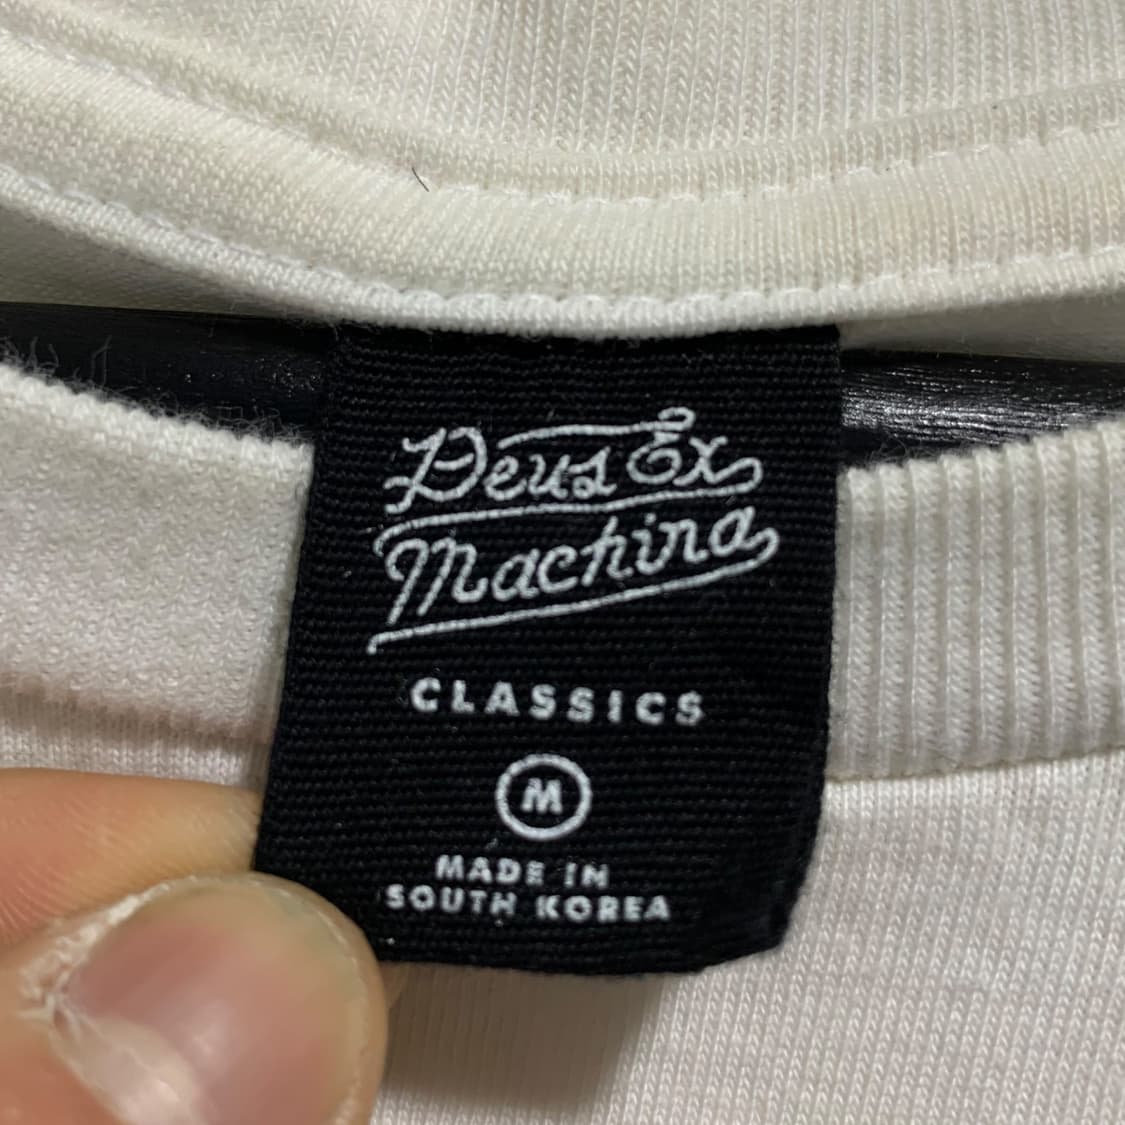 Deus Ex
Machina
CLASSICS
M
MADE IN
SOUTH KOREA